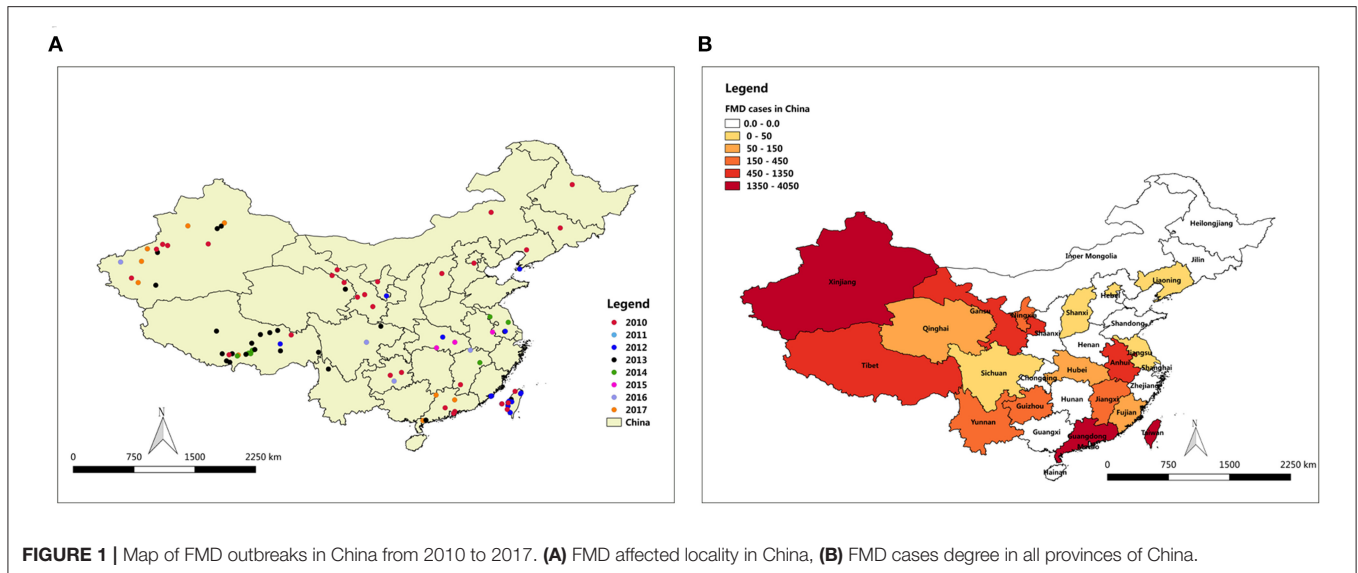 A
B
Legend
2010
2011
2012
2013
2014
2015
2016
2017
China
N
0 750 1500 2250 km
Legend
FMD cases in China
0.0 - 0.0
0 - 50
50 - 150
150 - 450
450 - 1350
1350 - 4050
Heilongjiang
Inner Mongolia
Jilin
Xinjiang
Liaoning
Hebei
Gansu
Ningxia
Shanxi
Qinghai
Shandong
Shaanxi
Henan
Tibet
Jiangsu
Anhui
Shanghai
Sichuan
Hubei
Chongqing
Zhejiang
Hunan
Jiangxi
Guizhou
Fujian
Yunnan
Guangxi
Guangdong
Taiwan
Hainan
N
0 750 1500 2250 km
FIGURE 1 | Map of FMD outbreaks in China from 2010 to 2017. (A) FMD affected locality in China, (B) FMD cases degree in all provinces of China.